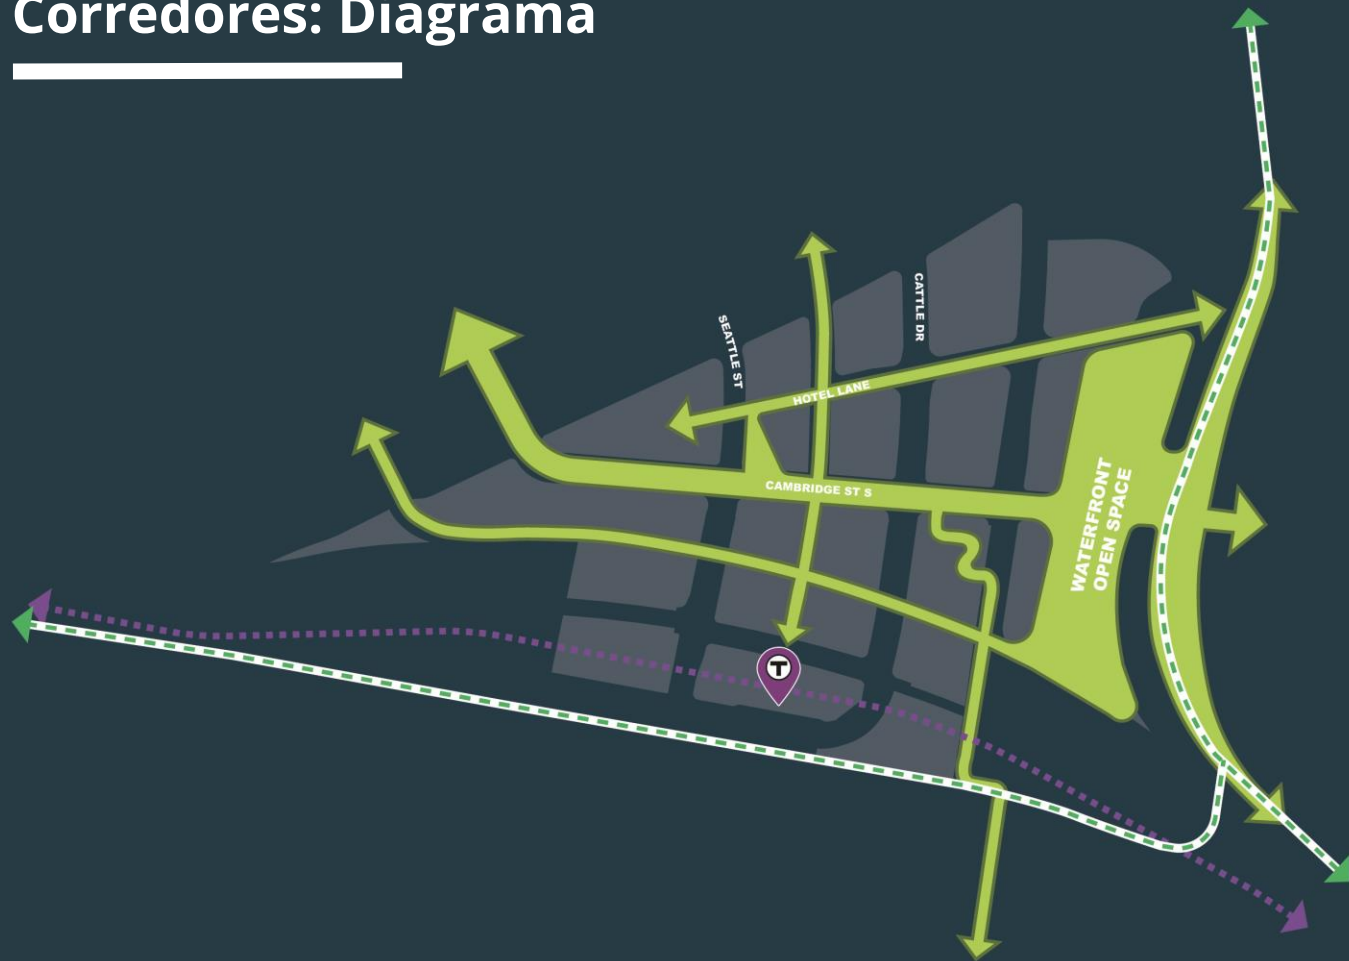 Corredores: Diagrama
CATTLE DR
SEATTLE ST
HOTEL LANE
CAMBRIDGE ST S
WATERFRONT
OPEN SPACE
T